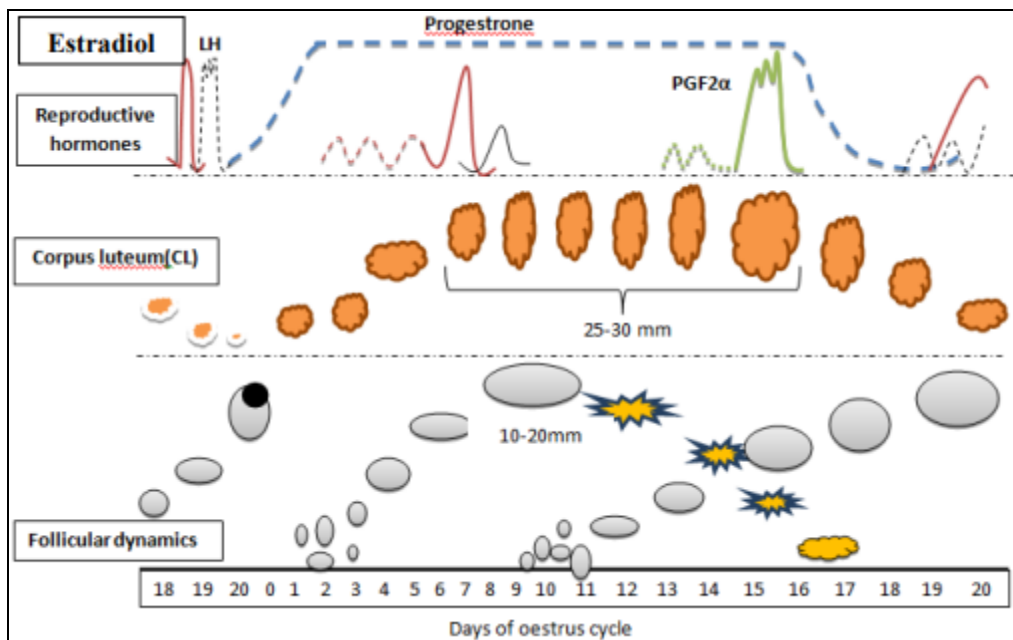 Progestrone
Estradiol
LH
PGF2α
Reproductive
hormones
Corpus luteum(CL)
25-30 mm
10-20mm
Follicular dynamics
18 19 20 0 1 2 3 4 5 6 7 8 9 10 11 12 13 14 15 16 17 18 19 20
Days of oestrus cycle